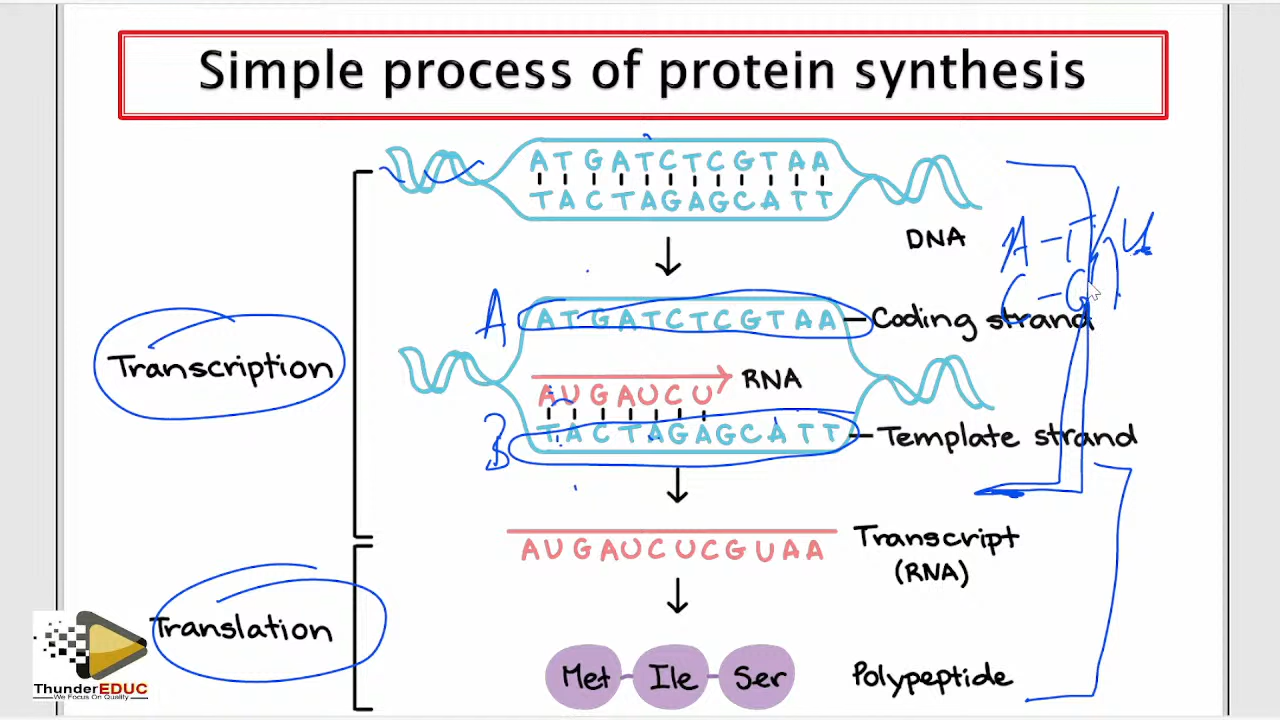 Simple process of protein synthesis
ATGATCTCGTAA
TACTAGAGCATT
DNA
A - T / U
C - G
A
ATGATCTCGTAA
Coding strand
Transcription
AUGAUCU
RNA
B
TACTAGAGCATT
Template strand
AUGAUCUCGUAA
Transcript
(RNA)
Translation
Met Ile Ser
Polypeptide
ThunderEDUC
We Focus On Quality